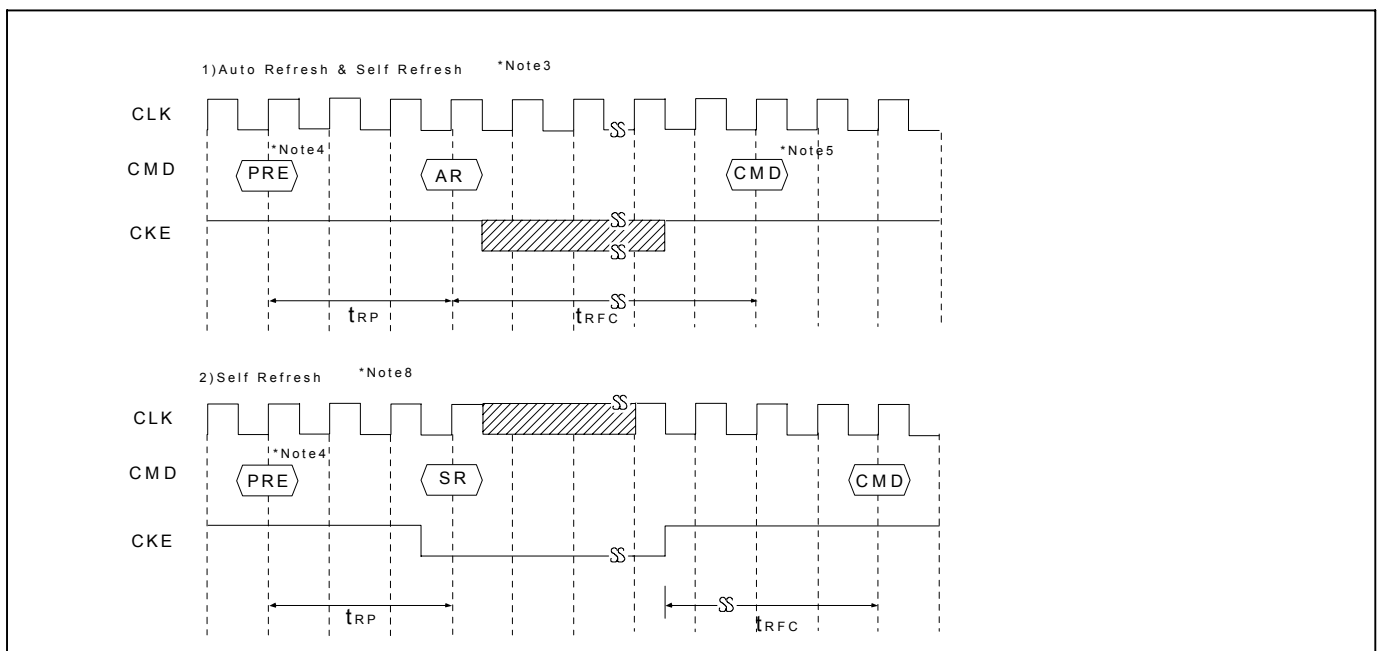 1)Auto Refresh & Self Refresh *Note3
CLK
*Note4 *Note5
CMD PRE AR CMD
CKE
tRP tRFC
2)Self Refresh *Note8
CLK
*Note4
CMD PRE SR CMD
CKE
tRP tRFC